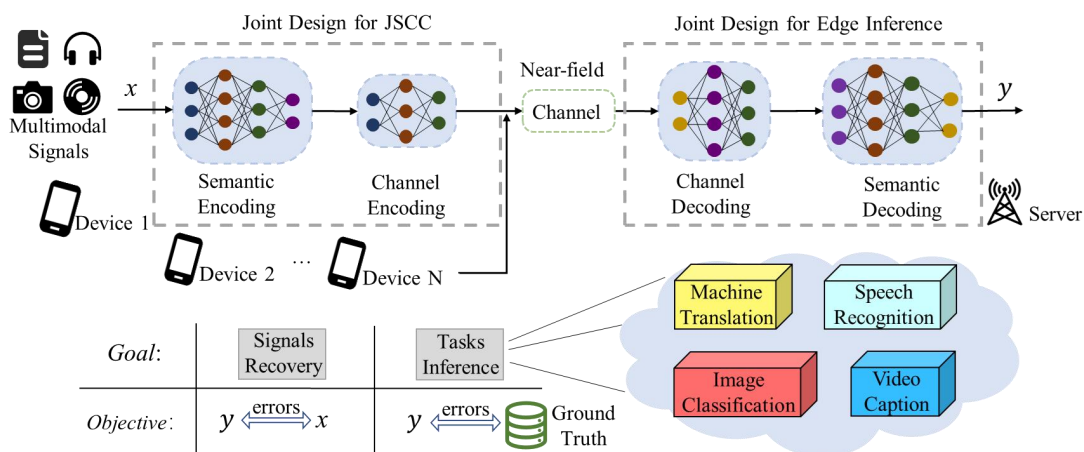 Joint Design for JSCC
Joint Design for Edge Inference
Near-field
x
Channel
y
Multimodal
Signals
Semantic
Encoding
Channel
Encoding
Channel
Decoding
Semantic
Decoding
Device 1
Server
Device 2
...
Device N
Machine
Translation
Speech
Recognition
Image
Classification
Video
Caption
Goal:
Signals
Recovery
Tasks
Inference
Objective:
y errors x
y errors Ground
Truth